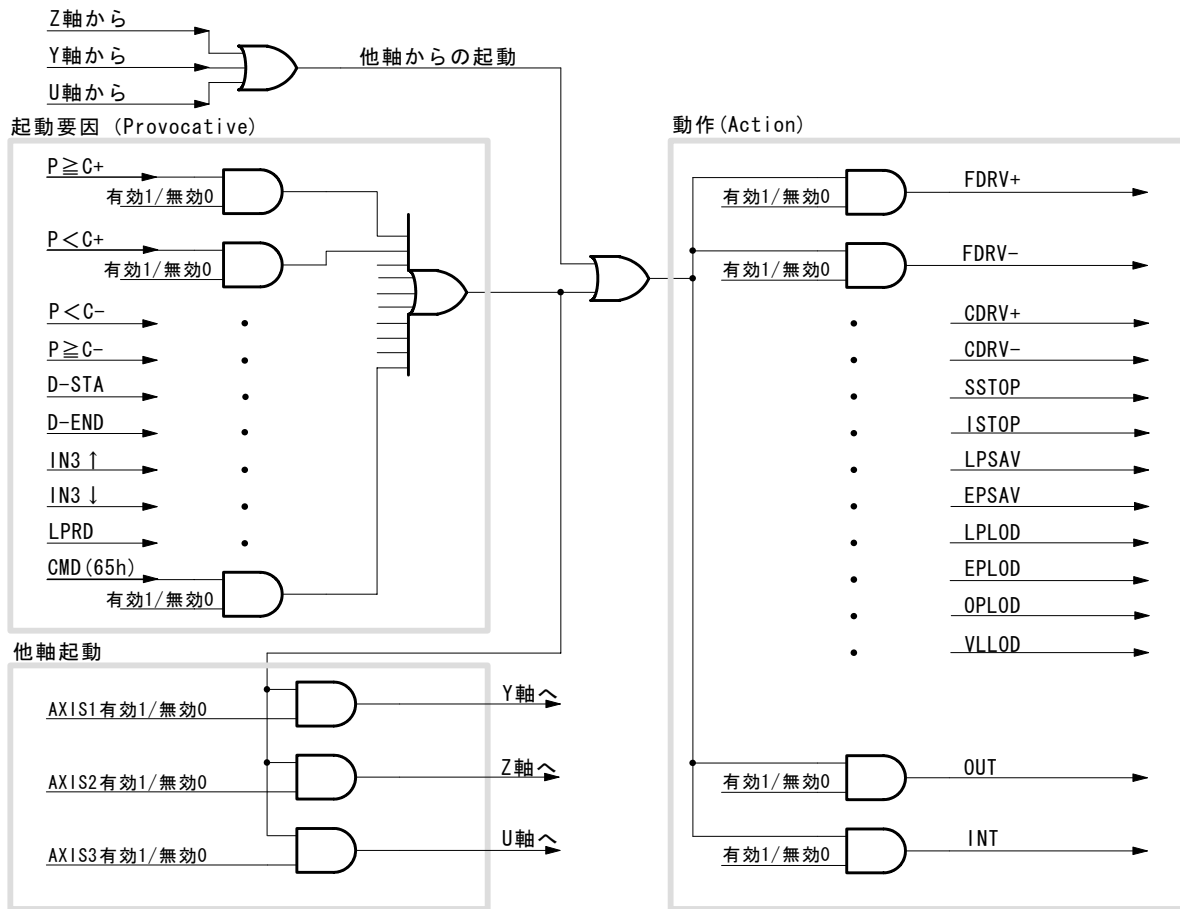 Z軸から
Y軸から
U軸から
他軸からの起動
起動要因 (Provocative)
P≧C+
有効1/無効0
P<C+
有効1/無効0
P<C-
P≧C-
D-STA
D-END
IN3↑
IN3↓
LPRD
CMD(65h)
有効1/無効0
他軸起動
AXIS1有効1/無効0
Y軸へ
AXIS2有効1/無効0
Z軸へ
AXIS3有効1/無効0
U軸へ
動作(Action)
有効1/無効0
FDRV+
有効1/無効0
FDRV-
CDRV+
CDRV-
SSTOP
ISTOP
LPSAV
EPSAV
LPLOD
EPLOD
OPLOD
VLLOD
有効1/無効0
OUT
有効1/無効0
INT